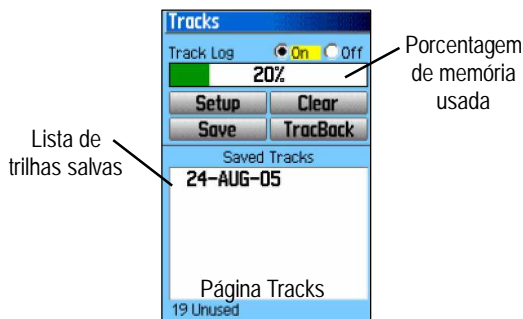 Tracks
Track Log On Off
20%
Setup Clear
Save TracBack
Saved Tracks
24-AUG-05
Página Tracks
19 Unused
Porcentagem
de memória
usada
Lista de
trilhas salvas